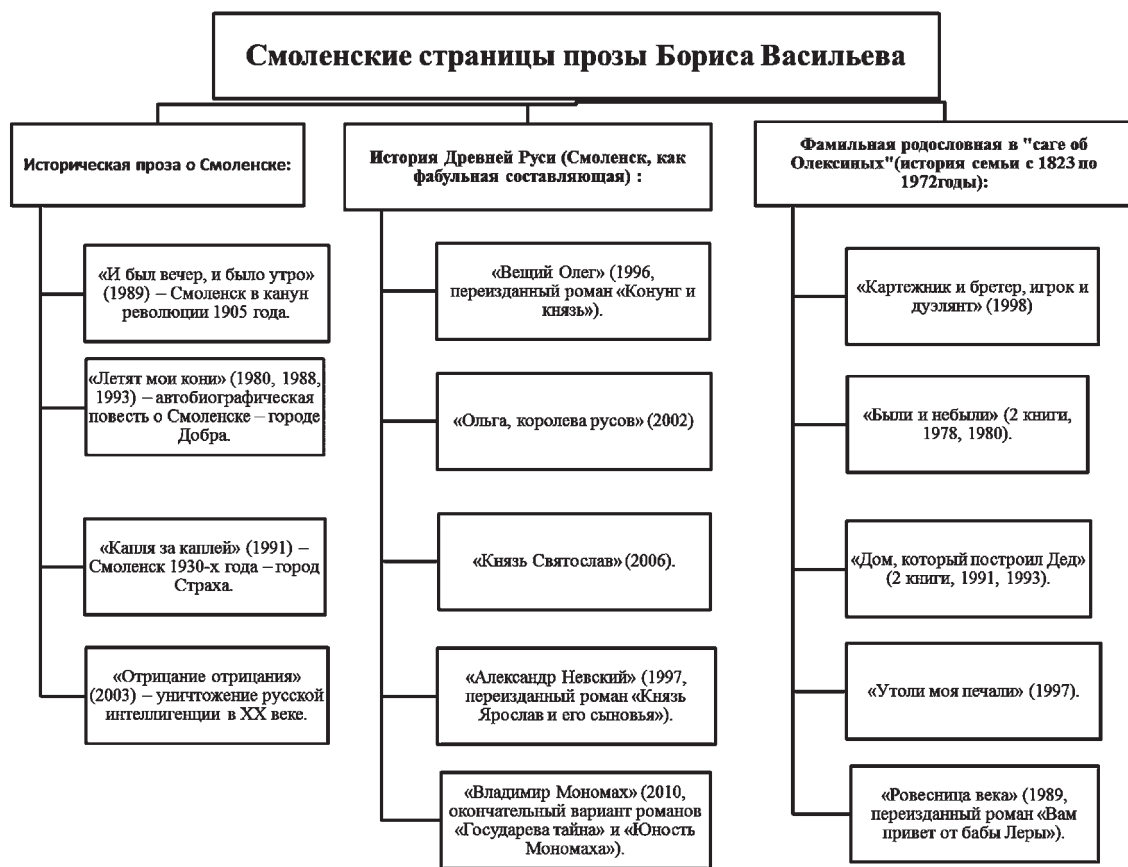 Смоленские страницы прозы Бориса Васильева
Историческая проза о Смоленске:
«И был вечер, и было утро»
(1989) – Смоленск в канун
революции 1905 года.
«Летят мои кони» (1980, 1988,
1993) – автобиографическая
повесть о Смоленске – городе
Добра.
«Капля за каплей» (1991) –
Смоленск 1930-х года – город
Страха.
«Отрицание отрицания»
(2003) – уничтожение русской
интеллигенции в XX веке.
История Древней Руси (Смоленск, как
фабульная составляющая) :
«Вещий Олег» (1996,
переизданный роман «Конунг и
князь»).
«Ольга, королева русов» (2002)
«Князь Святослав» (2006).
«Александр Невский» (1997,
переизданный роман «Князь
Ярослав и его сыновья»).
«Владимир Мономах» (2010,
окончательный вариант романов
«Государева тайна» и «Юность
Мономаха»).
Фамильная родословная в "саге об
Олексиных"(история семьи с 1823 по
1972годы):
«Картежник и бретер, игрок и
дуэлянт» (1998)
«Были и небыли» (2 книги,
1978, 1980).
«Дом, который построил Дед»
(2 книги, 1991, 1993).
«Утоли моя печали» (1997).
«Ровесница века» (1989,
переизданный роман «Вам
привет от бабы Леры»).